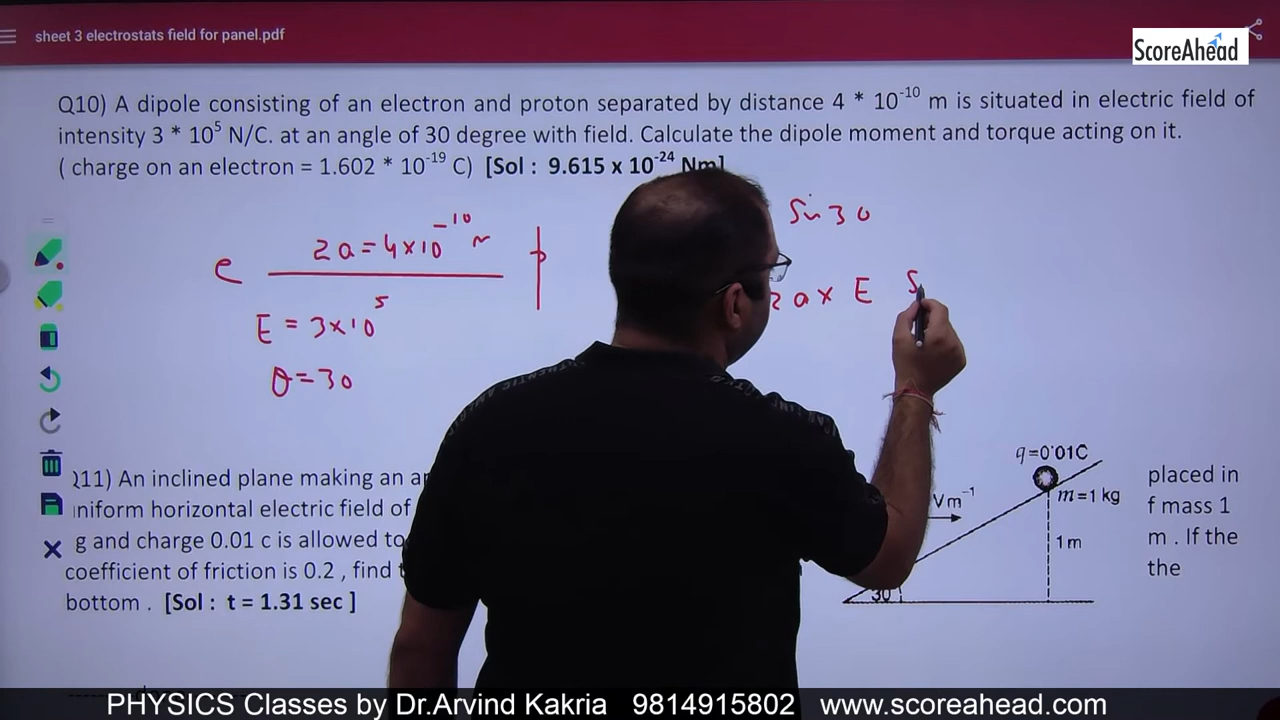 sheet 3 electrostats field for panel.pdf
ScoreAhead
Q10) A dipole consisting of an electron and proton separated by distance 4 * 10⁻¹⁰ m is situated in electric field of
intensity 3 * 10⁵ N/C. at an angle of 30 degree with field. Calculate the dipole moment and torque acting on it.
( charge on an electron = 1.602 * 10⁻¹⁹ C) [Sol : 9.615 x 10⁻²⁴ Nm]
Sin 30
e 2a=4×10⁻¹⁰ m p
2a× E S
E = 3×10⁵
θ=30
Q11) An inclined plane making an
placed in
uniform horizontal electric field of
Vm⁻¹
f mass 1
g and charge 0.01 c is allowed to
m . If the
coefficient of friction is 0.2 , find
the
bottom . [Sol : t = 1.31 sec ]
q=0.01C
m=1 kg
1m
30
PHYSICS Classes by Dr.Arvind Kakria 9814915802 www.scoreahead.com